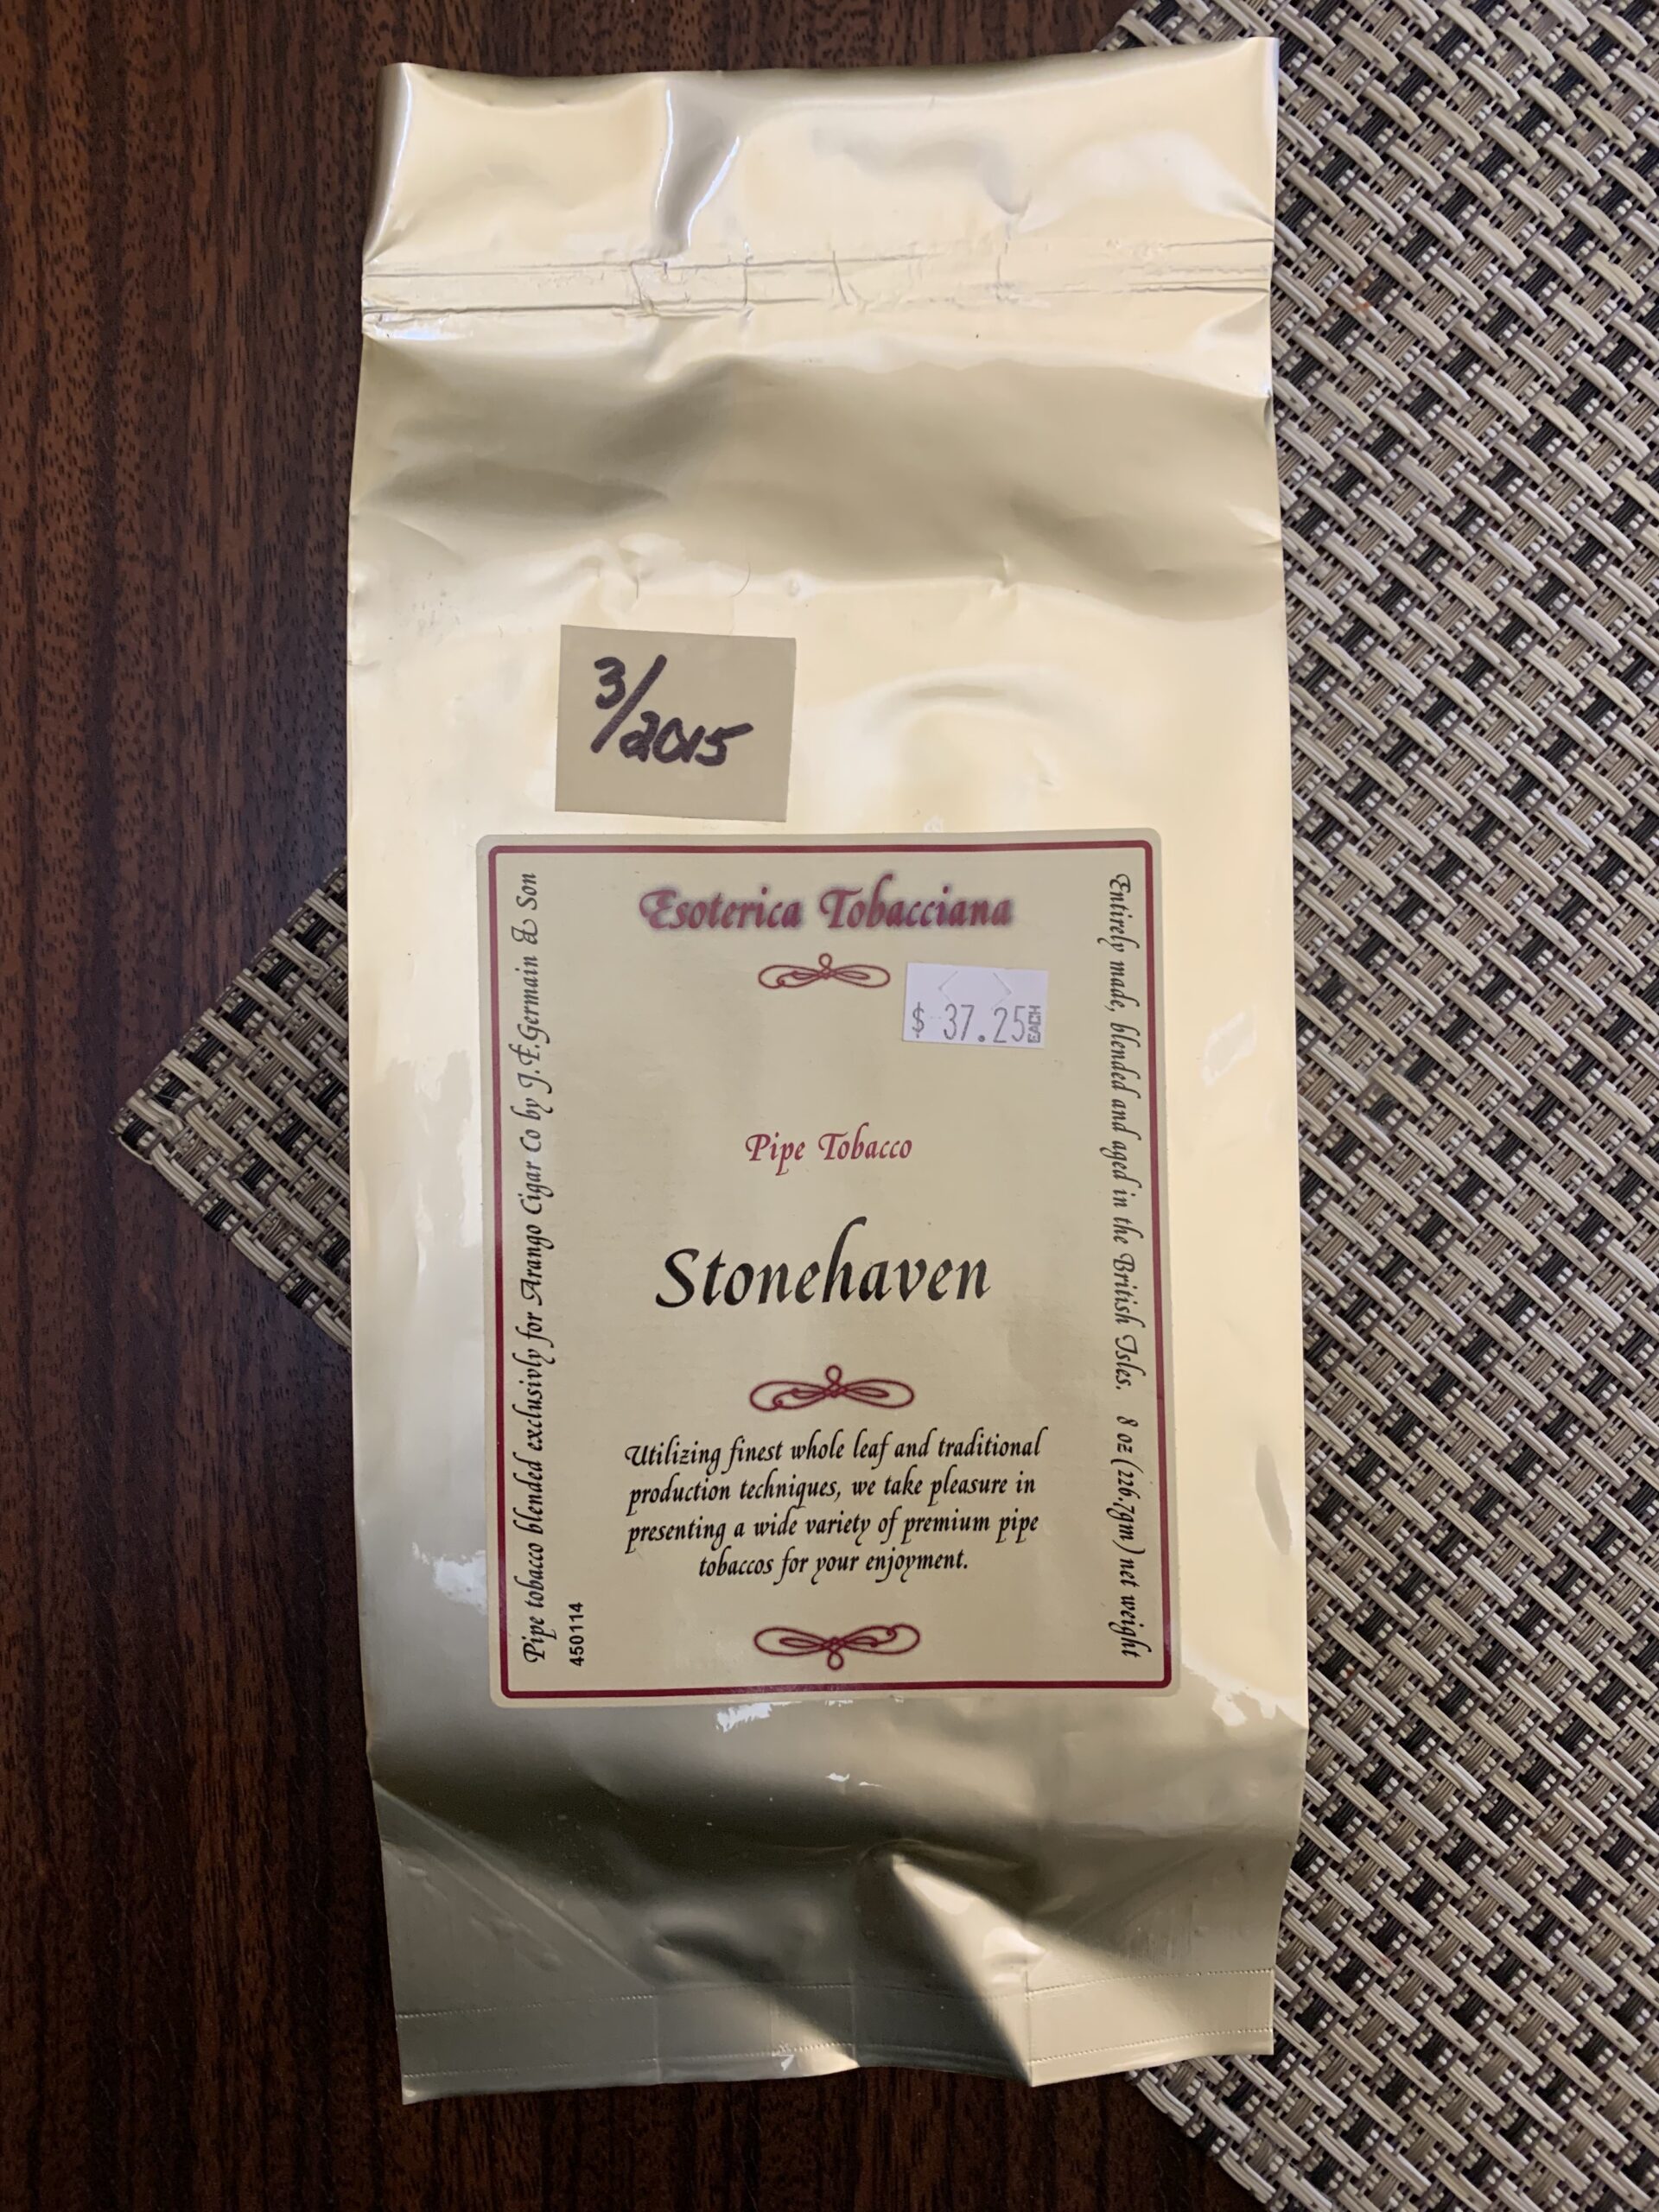 3/2015
Esoterica Tobacciana
$ 37.25 EACH
Pipe Tobacco
Stonehaven
Utilizing finest whole leaf and traditional
production techniques, we take pleasure in
presenting a wide variety of premium pipe
tobaccos for your enjoyment.
Pipe tobacco blended exclusivly for Arango Cigar Co by J.F.Germain & Son
450114
Entirely made, blended and aged in the British Isles. 8 oz (226,7gm) net weight